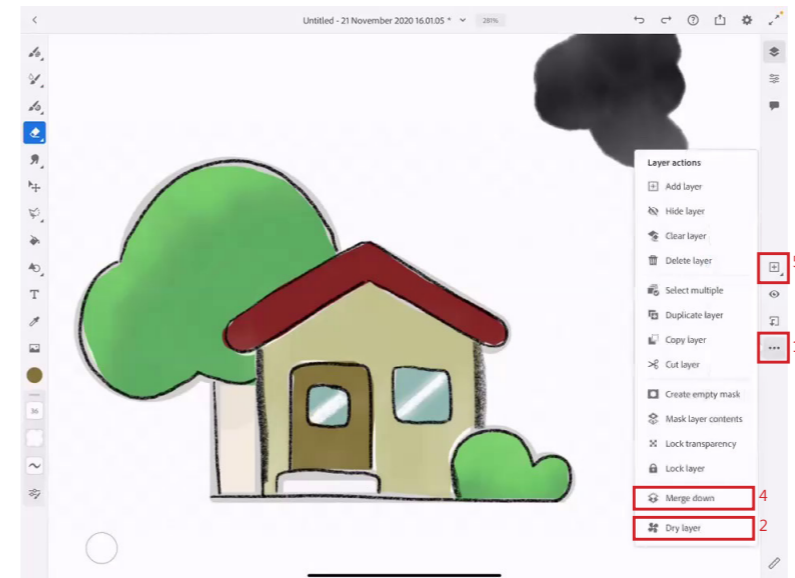 Untitled - 21 November 2020 16.01.05 * 281%
Layer actions
Add layer
Hide layer
Clear layer
Delete layer
Select multiple
Duplicate layer
Copy layer
Cut layer
Create empty mask
Mask layer contents
Lock transparency
Lock layer
Merge down 4
Dry layer 2
T
36